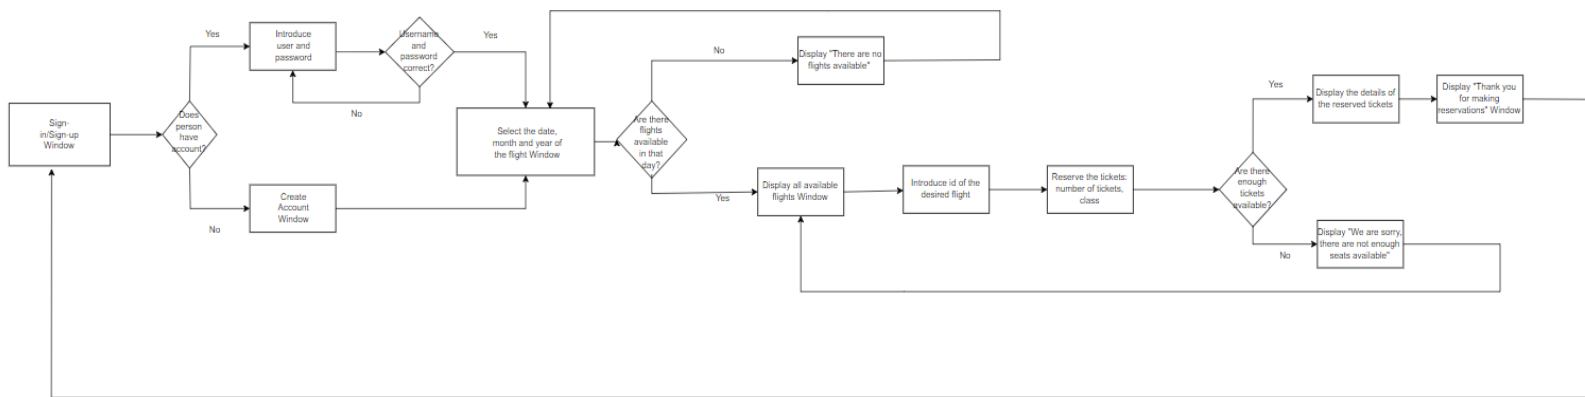 Sign-
in/Sign-up
Window
Does
person
have
account?
Yes
No
Introduce
user and
password
Username
and
password
correct?
Yes
No
Create
Account
Window
Select the date,
month and year of
the flight Window
Are there
flights
available
in that
day?
No
Yes
Display "There are no
flights available"
Display all available
flights Window
Introduce id of the
desired flight
Reserve the tickets:
number of tickets,
class
Are there
enough
tickets
available?
Yes
No
Display the details of
the reserved tickets
Display "Thank you
for making
reservations" Window
Display "We are sorry,
there are not enough
seats available"